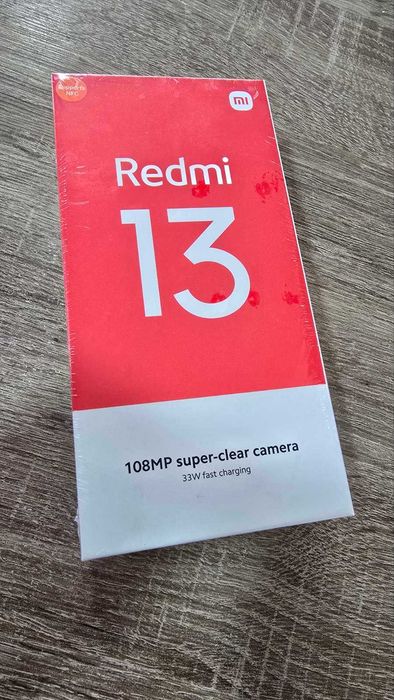 Supports
NFC
mi
Redmi
13
108MP super-clear camera
33W fast charging